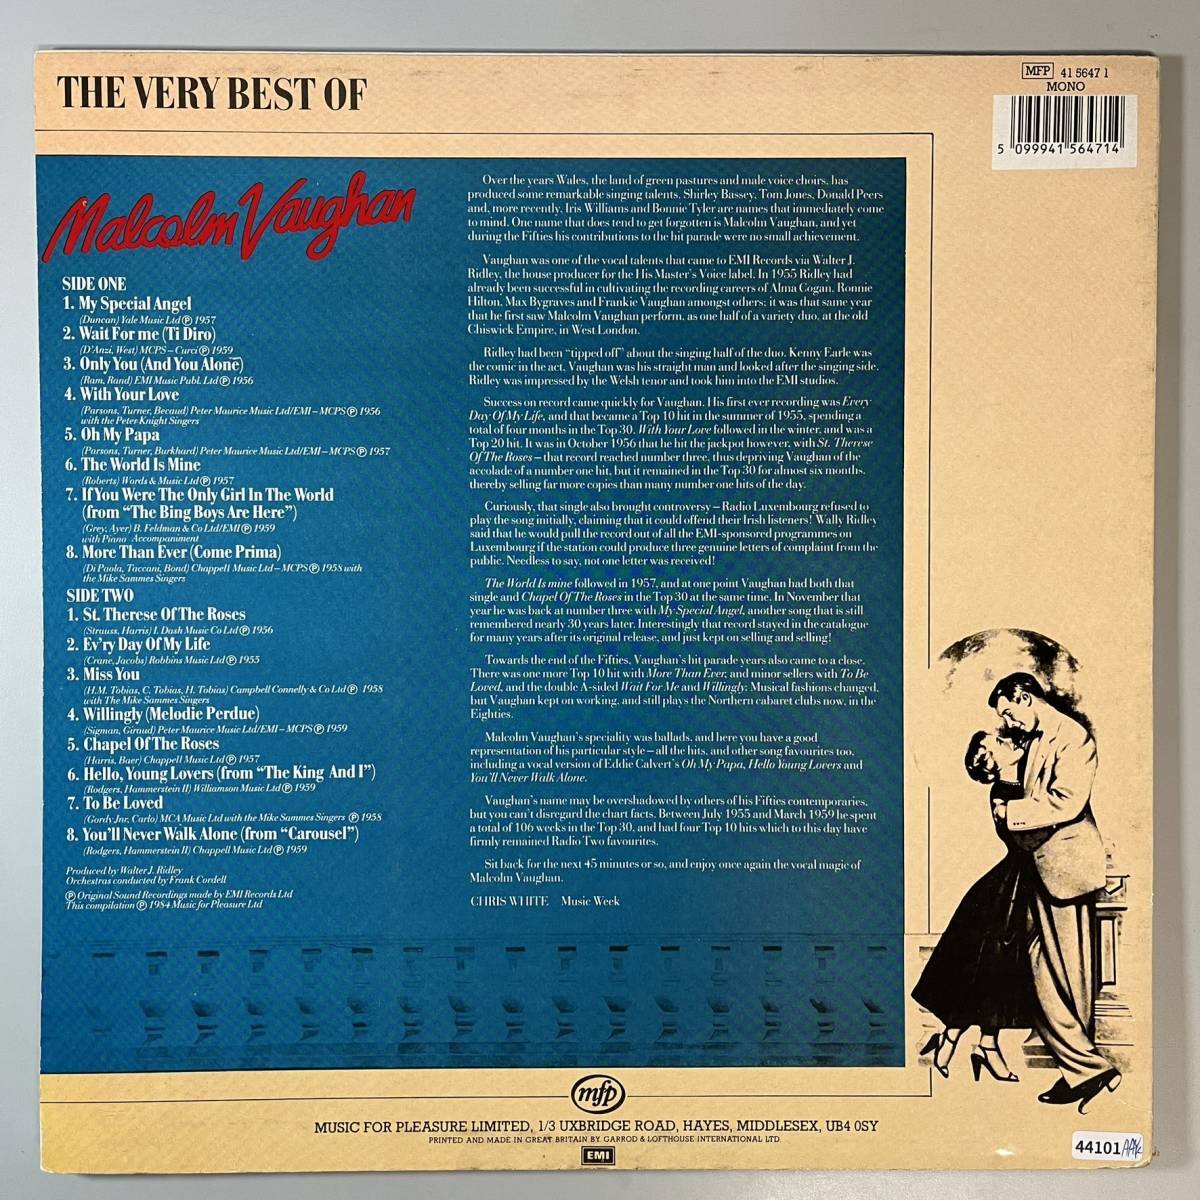 THE VERY BEST OF
MFP 41 5647 1
MONO
5 099941 564714
Malcolm Vaughan
SIDE ONE
1. My Special Angel
(Duncan) Yale Music Ltd Ⓟ 1957
2. Wait For me (Ti Diro)
(D'Anzi, West) MCPS – Curci Ⓟ 1959
3. Only You (And You Alone)
(Ram, Rand) EMI Music Publ. Ltd Ⓟ 1956
4. With Your Love
(Parsons, Turner, Becaud) Peter Maurice Music Ltd/EMI – MCPS Ⓟ 1956
with the Peter Knight Singers
5. Oh My Papa
(Parsons, Turner, Burkhard) Peter Maurice Music Ltd/EMI – MCPS Ⓟ 1957
6. The World Is Mine
(Roberts) Words & Music Ltd Ⓟ 1957
7. If You Were The Only Girl In The World
(from “The Bing Boys Are Here”)
(Grey, Ayer) B. Feldman & Co Ltd/EMI Ⓟ 1959
with Piano Accompaniment
8. More Than Ever (Come Prima)
(Di Paola, Taccani, Bond) Chappell Music Ltd – MCPS Ⓟ 1958 with
the Mike Sammes Singers
SIDE TWO
1. St. Therese Of The Roses
(Strauss, Harris) I. Dash Music Co Ltd Ⓟ 1956
2. Ev'ry Day Of My Life
(Crane, Jacobs) Robbins Music Ltd Ⓟ 1955
3. Miss You
(H.M. Tobias, C. Tobias, H. Tobias) Campbell Connelly & Co Ltd Ⓟ 1958
with The Mike Sammes Singers
4. Willingly (Melodie Perdue)
(Sigman, Giraud) Peter Maurice Music Ltd/EMI – MCPS Ⓟ 1959
5. Chapel Of The Roses
(Harris, Baer) Chappell Music Ltd Ⓟ 1957
6. Hello, Young Lovers (from “The King And I”)
(Rodgers, Hammerstein II) Williamson Music Ltd Ⓟ 1959
7. To Be Loved
(Gordy Jnr, Carlo) MCA Music Ltd with the Mike Sammes Singers Ⓟ 1958
8. You'll Never Walk Alone (from “Carousel”)
(Rodgers, Hammerstein II) Chappell Music Ltd Ⓟ 1959
Produced by Walter J. Ridley
Orchestras conducted by Frank Cordell
Ⓟ Original Sound Recordings made by EMI Records Ltd
This compilation Ⓟ 1984 Music for Pleasure Ltd
Over the years Wales, the land of green pastures and male voice choirs, has
produced some remarkable singing talents. Shirley Bassey, Tom Jones, Donald Peers
and, more recently, Iris Williams and Bonnie Tyler are names that immediately come
to mind. One name that does tend to get forgotten is Malcolm Vaughan, and yet
during the Fifties his contributions to the hit parade were no small achievement.
Vaughan was one of the vocal talents that came to EMI Records via Walter J.
Ridley, the house producer for the His Master's Voice label. In 1955 Ridley had
already been successful in cultivating the recording careers of Alma Cogan, Ronnie
Hilton, Max Bygraves and Frankie Vaughan amongst others; it was that same year
that he first saw Malcolm Vaughan perform, as one half of a variety duo, at the old
Chiswick Empire, in West London.
Ridley had been “tipped off” about the singing half of the duo. Kenny Earle was
the comic in the act, Vaughan was his straight man and looked after the singing side.
Ridley was impressed by the Welsh tenor and took him into the EMI studios.
Success on record came quickly for Vaughan. His first ever recording was Every
Day Of My Life, and that became a Top 10 hit in the summer of 1955, spending a
total of four months in the Top 30. With Your Love followed in the winter, and was a
Top 20 hit. It was in October 1956 that he hit the jackpot however, with St. Therese
Of The Roses – that record reached number three, thus depriving Vaughan of the
accolade of a number one hit, but it remained in the Top 30 for almost six months,
thereby selling far more copies than many number one hits of the day.
Curiously, that single also brought controversy – Radio Luxembourg refused to
play the song initially, claiming that it could offend their Irish listeners! Wally Ridley
said that he would pull the record out of all the EMI-sponsored programmes on
Luxembourg if the station could produce three genuine letters of complaint from the
public. Needless to say, not one letter was received!
The World Is mine followed in 1957, and at one point Vaughan had both that
single and Chapel Of The Roses in the Top 30 at the same time. In November that
year he was back at number three with My Special Angel, another song that is still
remembered nearly 30 years later. Interestingly that record stayed in the catalogue
for many years after its original release, and just kept on selling and selling!
Towards the end of the Fifties, Vaughan's hit parade years also came to a close.
There was one more Top 10 hit with More Than Ever, and minor sellers with To Be
Loved, and the double A-sided Wait For Me and Willingly. Musical fashions changed,
but Vaughan kept on working, and still plays the Northern cabaret clubs now, in the
Eighties.
Malcolm Vaughan's speciality was ballads, and here you have a good
representation of his particular style – all the hits, and other song favourites too,
including a vocal version of Eddie Calvert's Oh My Papa, Hello Young Lovers and
You'll Never Walk Alone.
Vaughan's name may be overshadowed by others of his Fifties contemporaries,
but you can't disregard the chart facts. Between July 1955 and March 1959 he spent
a total of 106 weeks in the Top 30, and had four Top 10 hits which to this day have
firmly remained Radio Two favourites.
Sit back for the next 45 minutes or so, and enjoy once again the vocal magic of
Malcolm Vaughan.
CHRIS WHITE Music Week
mfp
MUSIC FOR PLEASURE LIMITED, 1/3 UXBRIDGE ROAD, HAYES, MIDDLESEX, UB4 0SY
PRINTED AND MADE IN GREAT BRITAIN BY GARROD & LOFTHOUSE INTERNATIONAL LTD.
EMI
44101